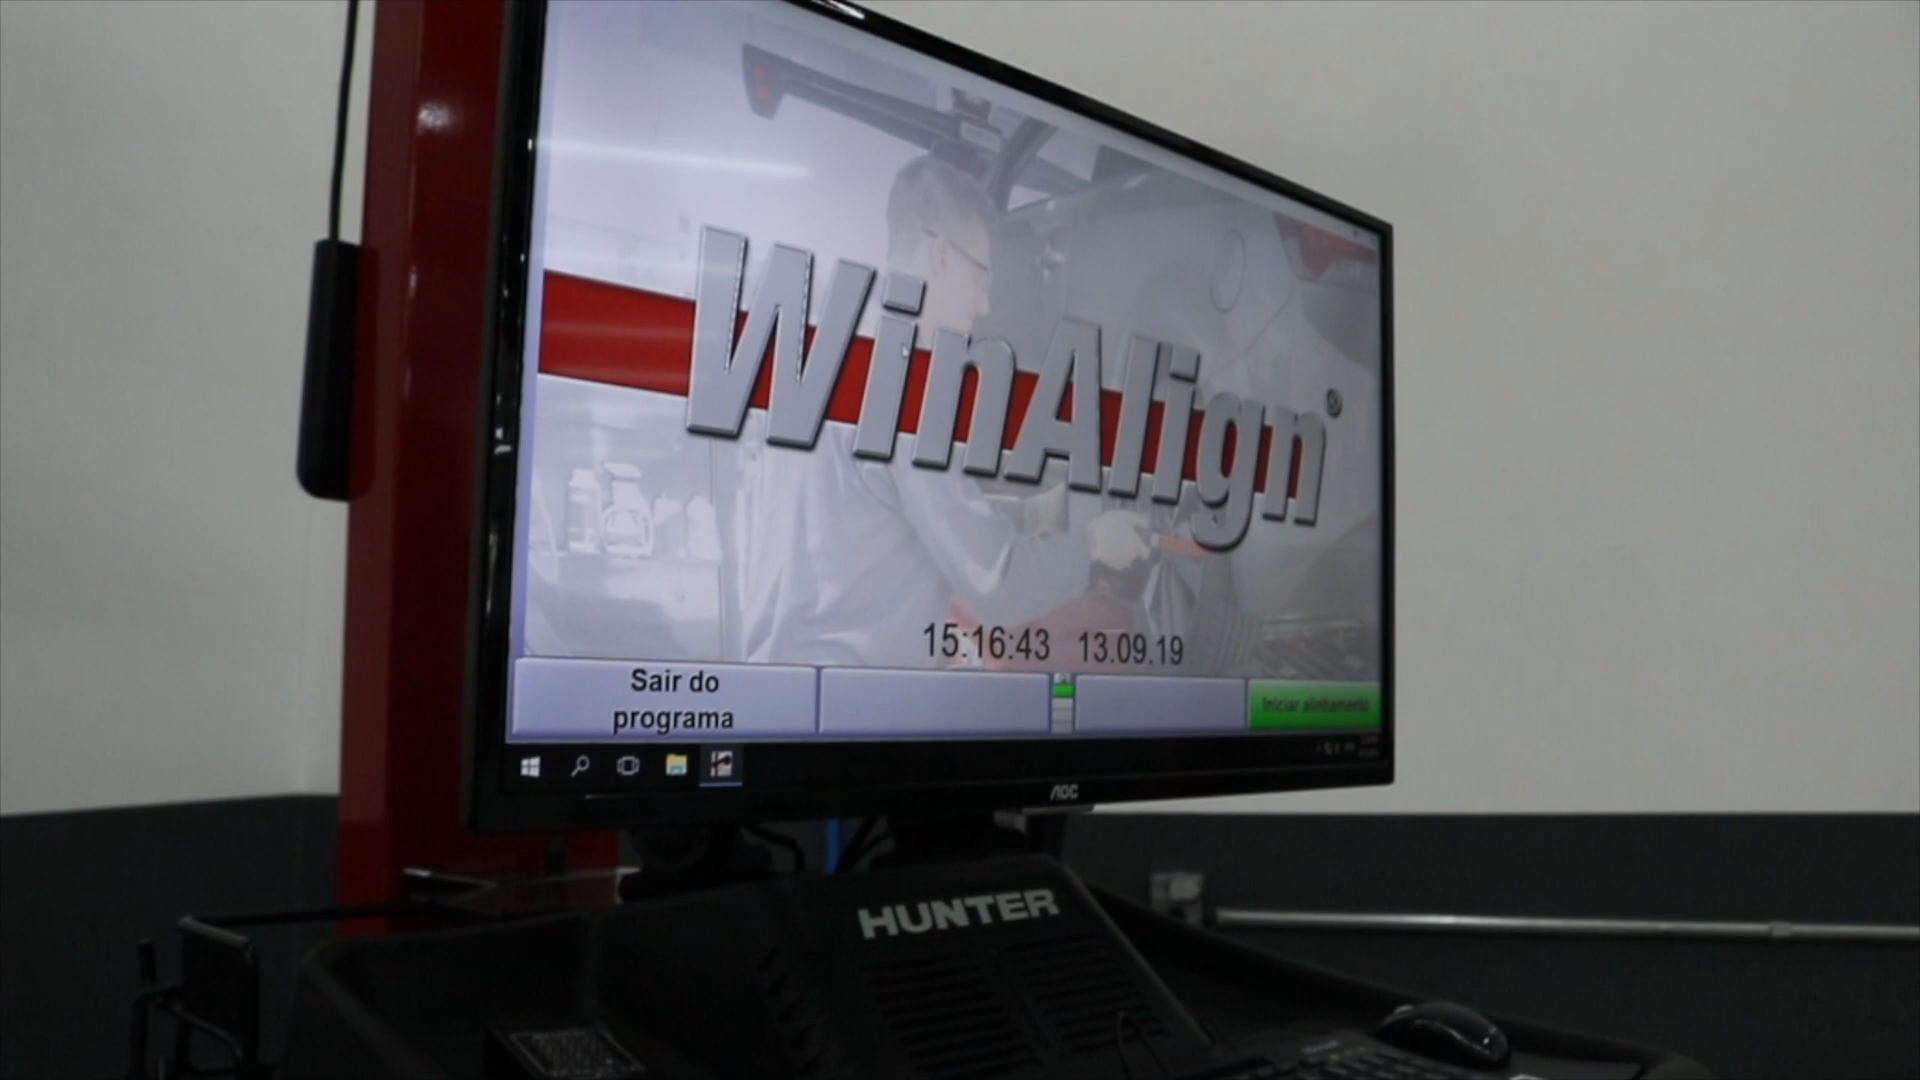 WinAlign®
15:16:43 13.09.19
Sair do
programa
Iniciar alinhamento
AOC
HUNTER